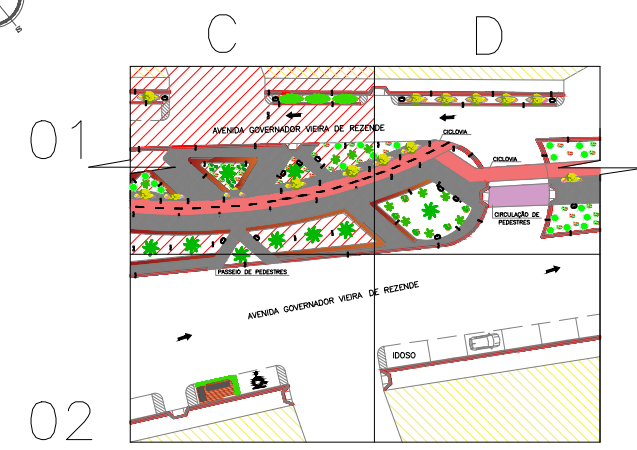 C
D
01
AVENIDA GOVERNADOR VIEIRA DE REZENDE
CICLOVIA
CICLOVIA
CIRCULAÇÃO DE
PEDESTRES
PASSEIO DE PEDESTRES
AVENIDA GOVERNADOR VIEIRA DE REZENDE
IDOSO
02